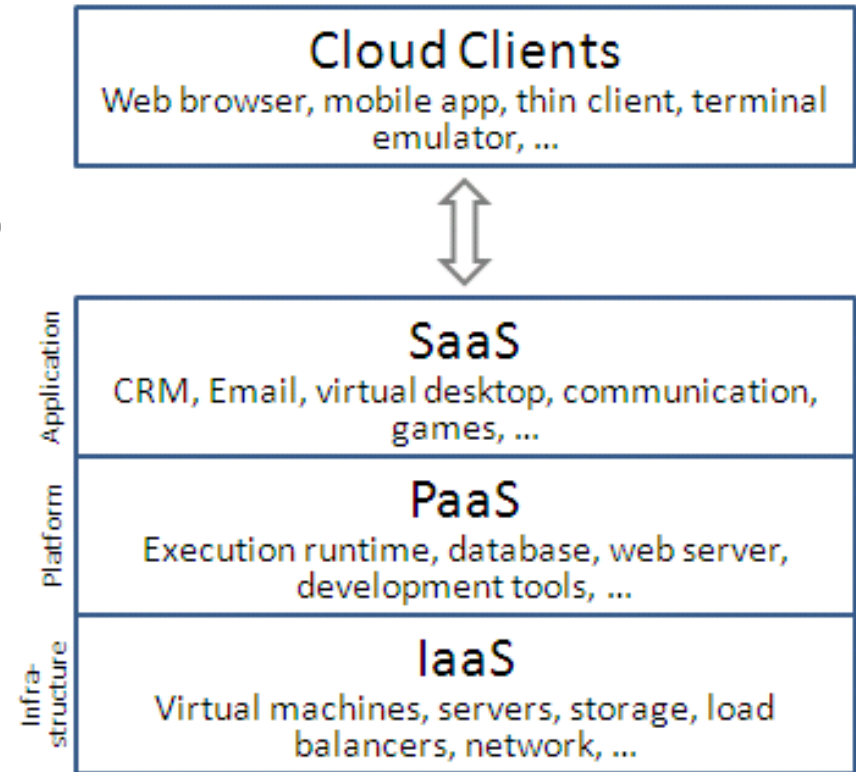 Cloud Clients
Web browser, mobile app, thin client, terminal
emulator, ...
Application
SaaS
CRM, Email, virtual desktop, communication,
games, ...
Platform
PaaS
Execution runtime, database, web server,
development tools, ...
Infra-
structure
IaaS
Virtual machines, servers, storage, load
balancers, network, ...